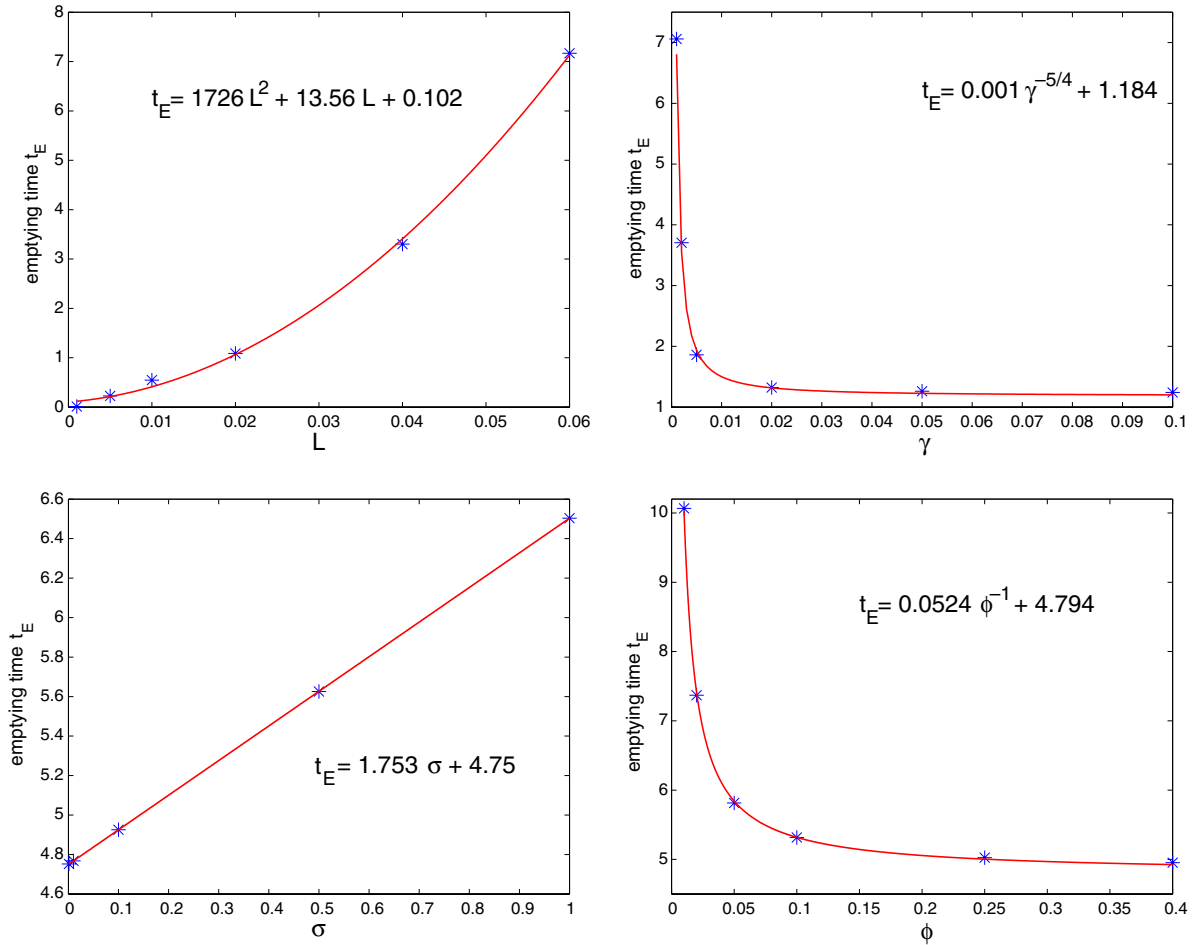 8
7
6
5
4
3
2
1
0
emptying time t_E
t_E = 1726 L^2 + 13.56 L + 0.102
0.01 0.02 0.03 0.04 0.05 0.06
L
7
6
5
4
3
2
1
emptying time t_E
t_E = 0.001 γ^{-5/4} + 1.184
0 0.01 0.02 0.03 0.04 0.05 0.06 0.07 0.08 0.09 0.1
γ
6.6
6.4
6.2
6
5.8
5.6
5.4
5.2
5
4.8
4.6
emptying time t_E
t_E = 1.753 σ + 4.75
0 0.1 0.2 0.3 0.4 0.5 0.6 0.7 0.8 0.9 1
σ
10
9
8
7
6
5
emptying time t_E
t_E = 0.0524 φ^{-1} + 4.794
0 0.05 0.1 0.15 0.2 0.25 0.3 0.35 0.4
φ